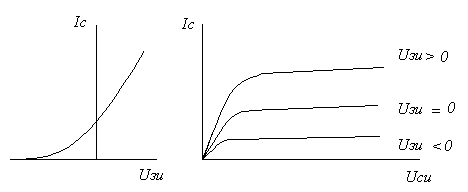 Ic
Ic
Uзи > 0
Uзи = 0
Uзи < 0
Uзи
Uси